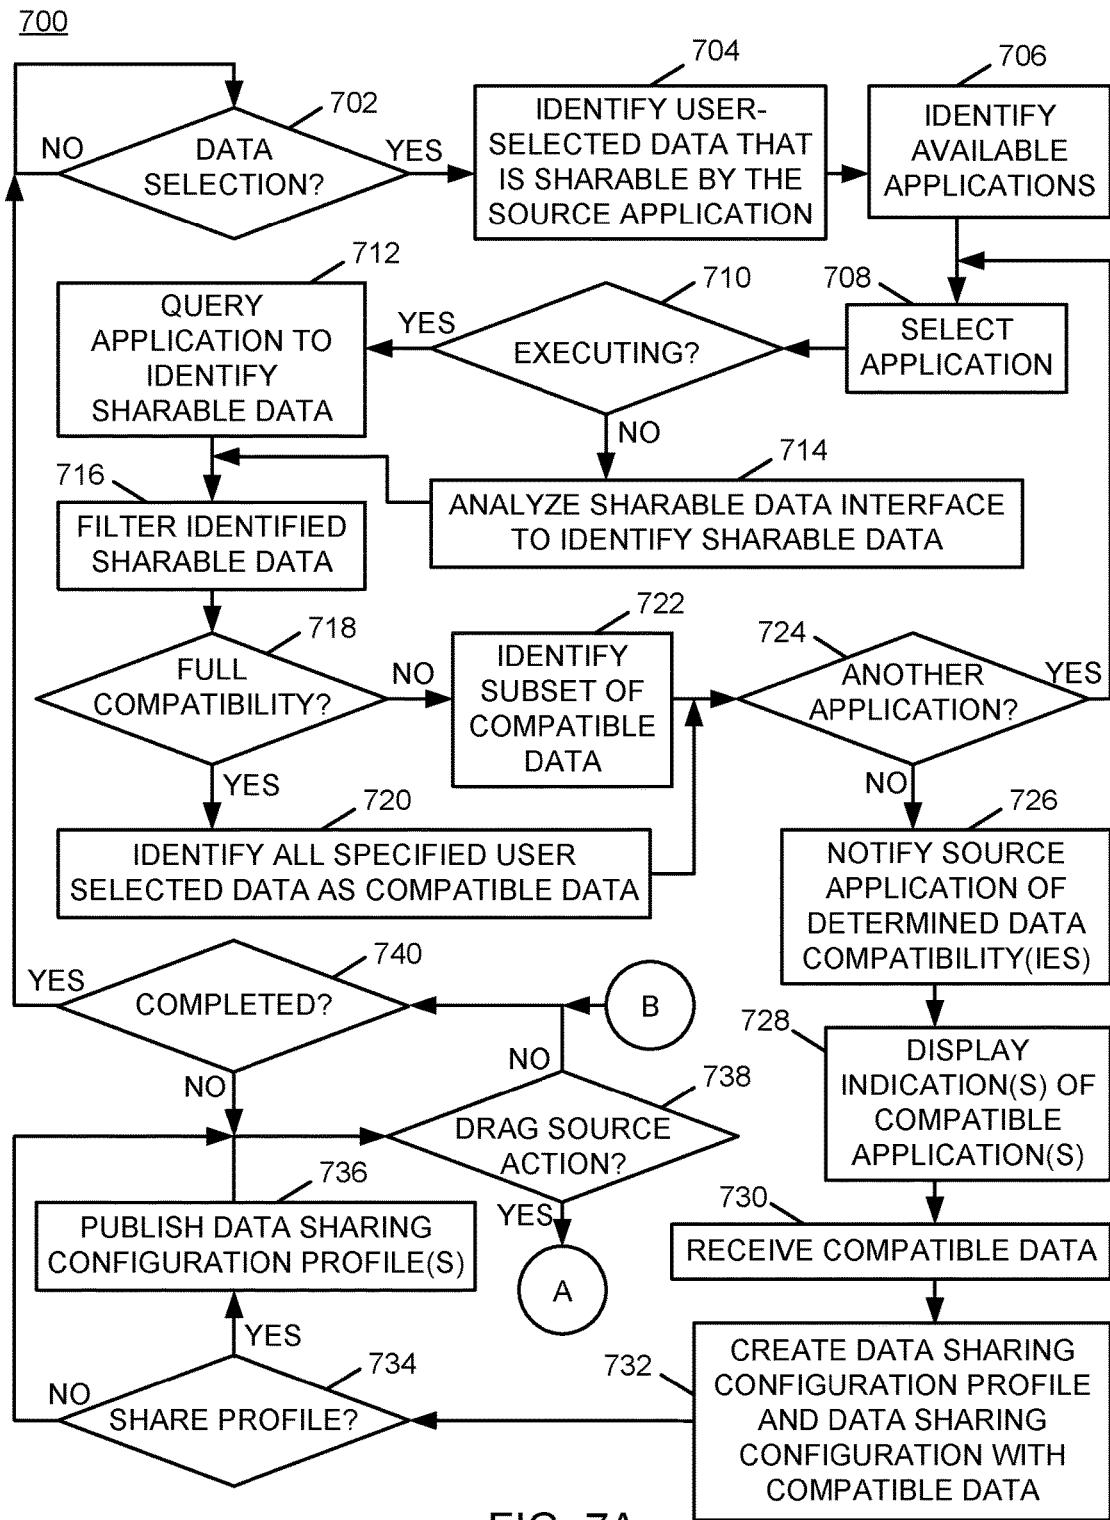 700
702
DATA
SELECTION?
NO
YES
704
IDENTIFY USER-
SELECTED DATA THAT
IS SHARABLE BY THE
SOURCE APPLICATION
706
IDENTIFY
AVAILABLE
APPLICATIONS
708
SELECT
APPLICATION
710
EXECUTING?
YES
NO
712
QUERY
APPLICATION TO
IDENTIFY
SHARABLE DATA
714
ANALYZE SHARABLE DATA INTERFACE
TO IDENTIFY SHARABLE DATA
716
FILTER IDENTIFIED
SHARABLE DATA
718
FULL
COMPATIBILITY?
NO
YES
720
IDENTIFY ALL SPECIFIED USER
SELECTED DATA AS COMPATIBLE DATA
722
IDENTIFY
SUBSET OF
COMPATIBLE
DATA
724
ANOTHER
APPLICATION?
YES
NO
726
NOTIFY SOURCE
APPLICATION OF
DETERMINED DATA
COMPATIBILITY(IES)
728
DISPLAY
INDICATION(S) OF
COMPATIBLE
APPLICATION(S)
730
RECEIVE COMPATIBLE DATA
732
CREATE DATA SHARING
CONFIGURATION PROFILE
AND DATA SHARING
CONFIGURATION WITH
COMPATIBLE DATA
734
SHARE PROFILE?
NO
YES
736
PUBLISH DATA SHARING
CONFIGURATION PROFILE(S)
738
DRAG SOURCE
ACTION?
NO
YES
A
B
740
COMPLETED?
YES
NO
FIG. 7A